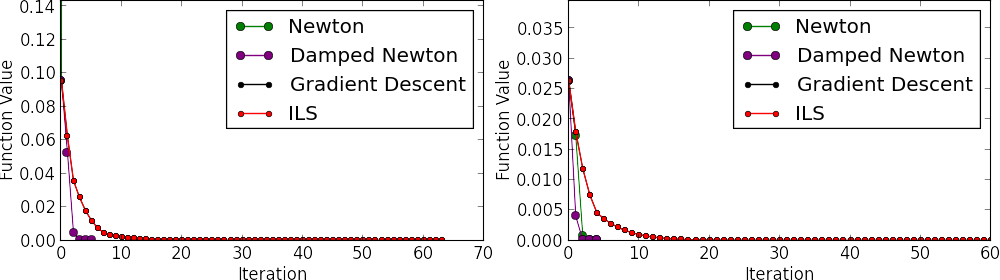 0.14
0.12
0.10
0.08
0.06
0.04
0.02
0.00
Function Value
0 10 20 30 40 50 60 70
Iteration
Newton
Damped Newton
Gradient Descent
ILS
0.035
0.030
0.025
0.020
0.015
0.010
0.005
0.000
Function Value
0 10 20 30 40 50 60
Iteration
Newton
Damped Newton
Gradient Descent
ILS